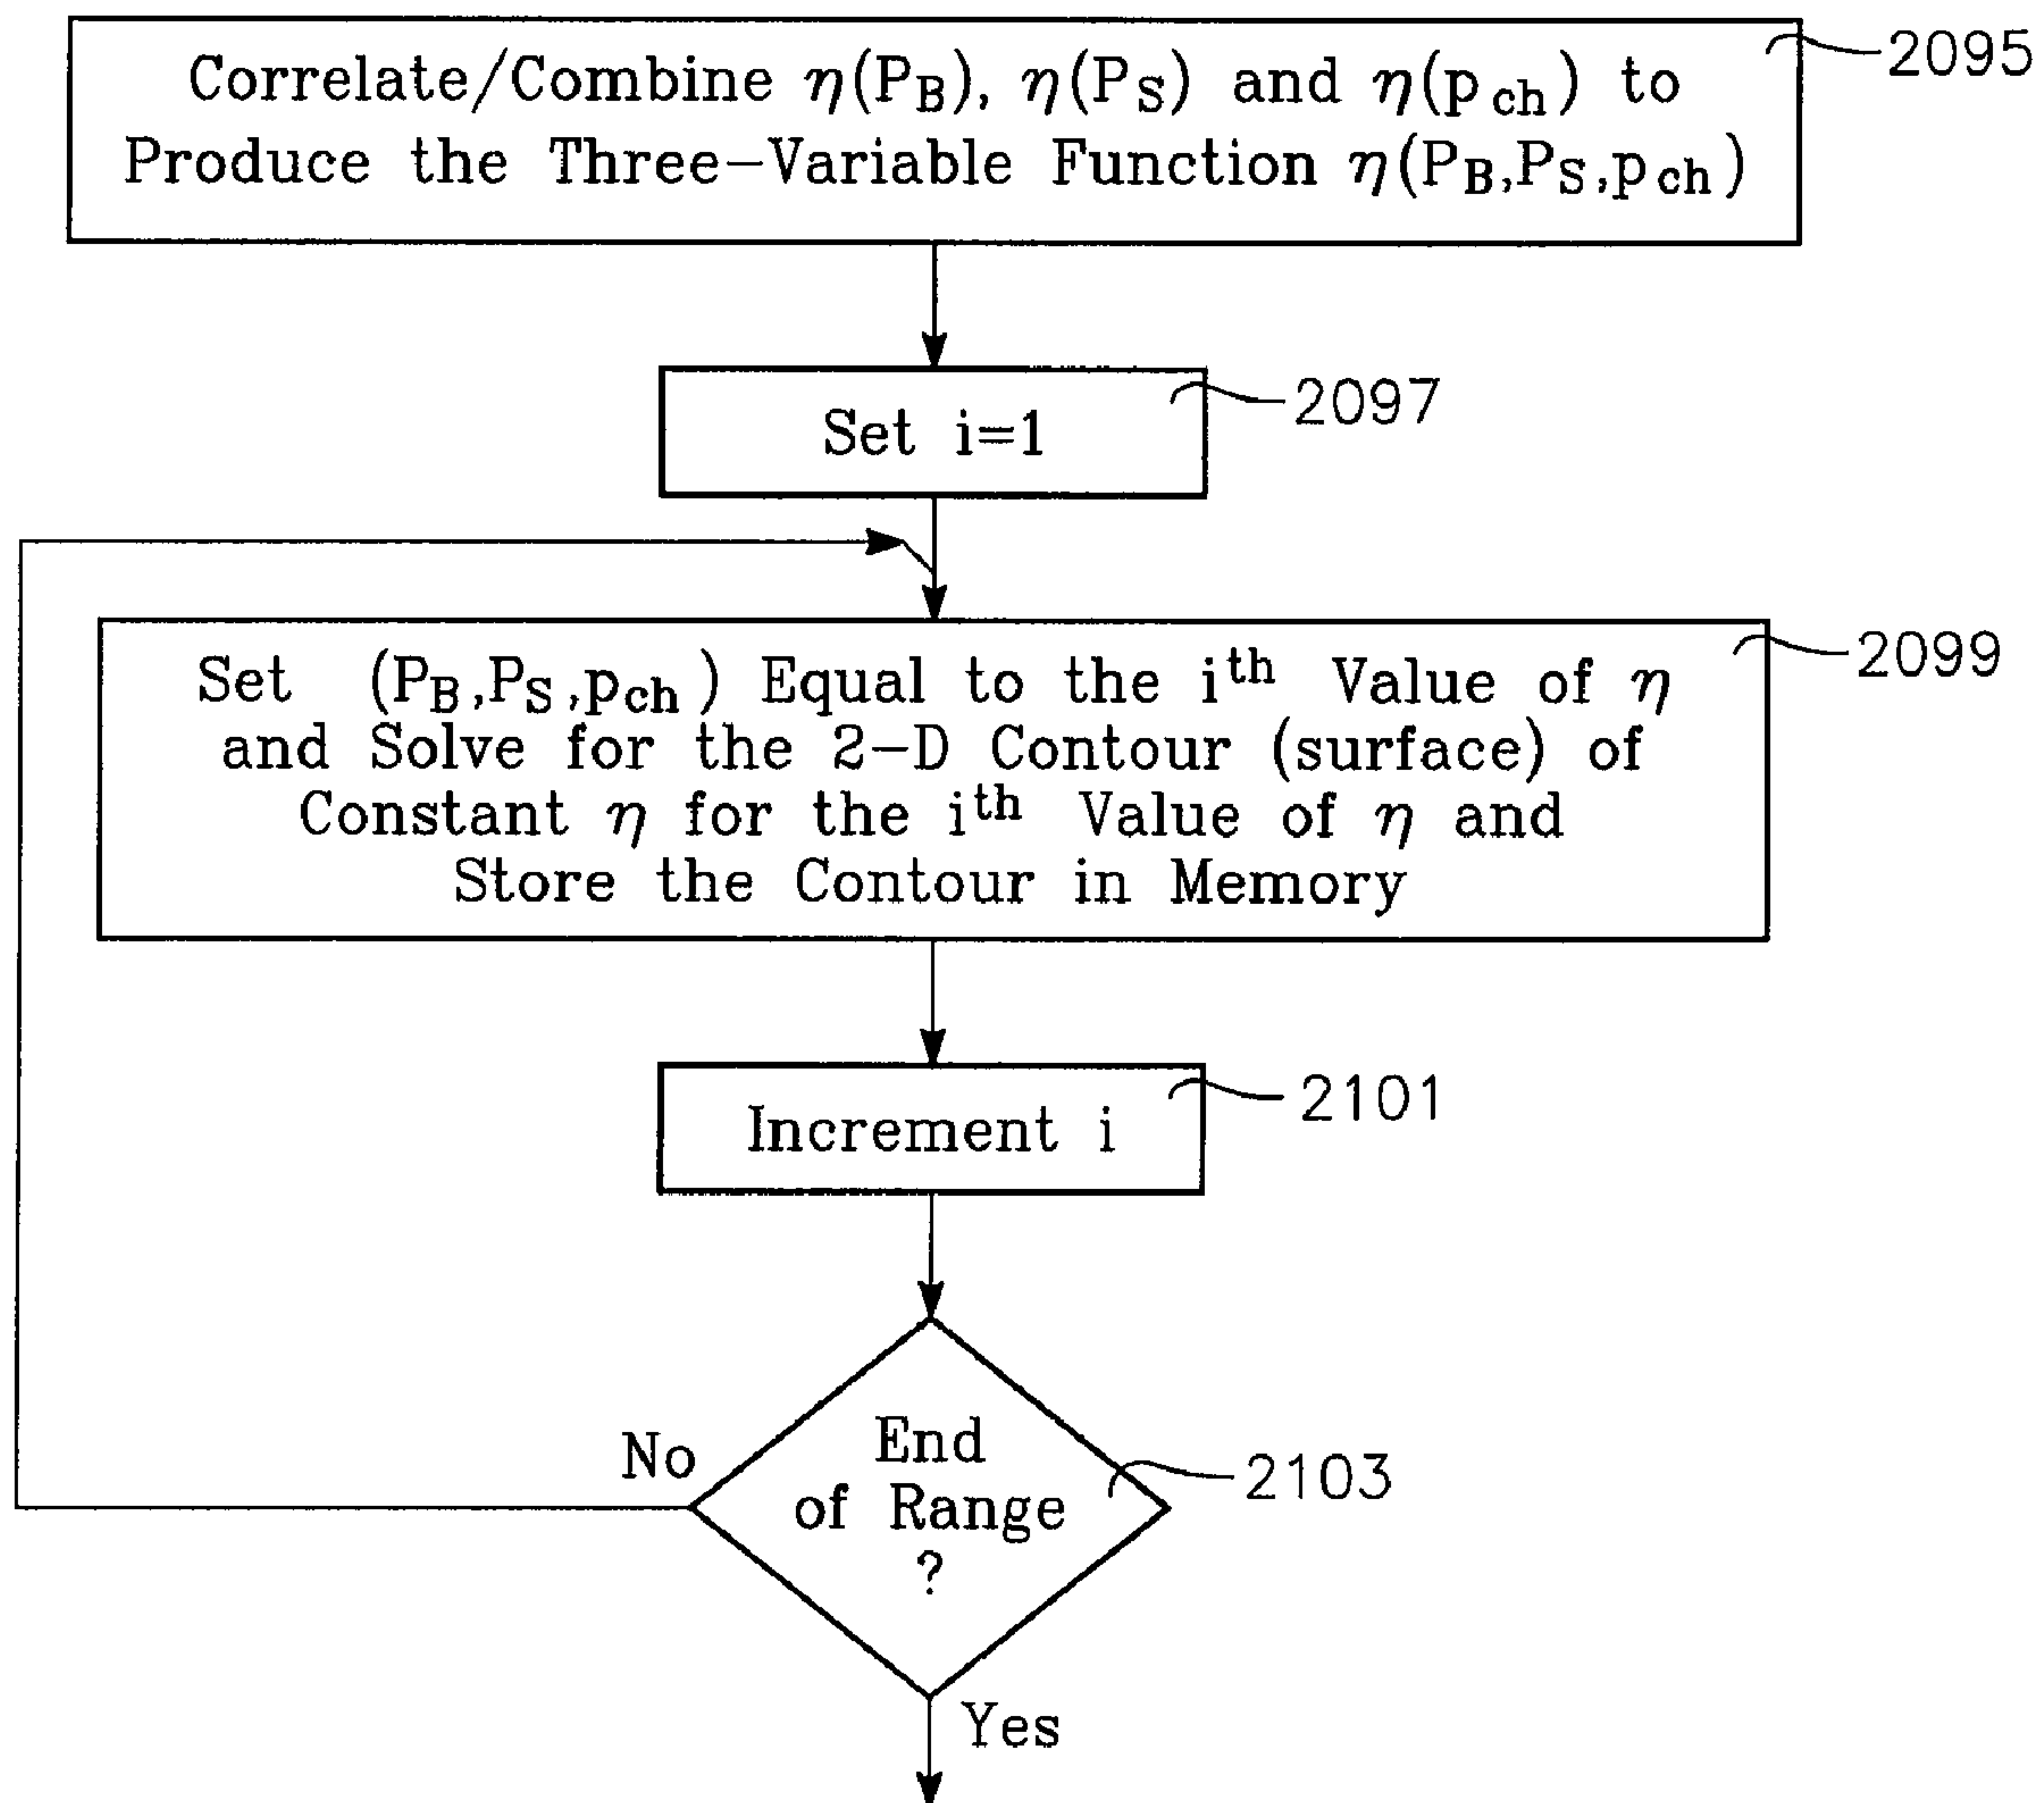 Correlate/Combine η(P_B), η(P_S) and η(p_ch) to
Produce the Three-Variable Function η(P_B,P_S,p_ch)
2095
Set i=1
2097
Set (P_B,P_S,p_ch) Equal to the i^th Value of η
and Solve for the 2-D Contour (surface) of
Constant η for the i^th Value of η and
Store the Contour in Memory
2099
Increment i
2101
End
of Range
?
2103
No
Yes